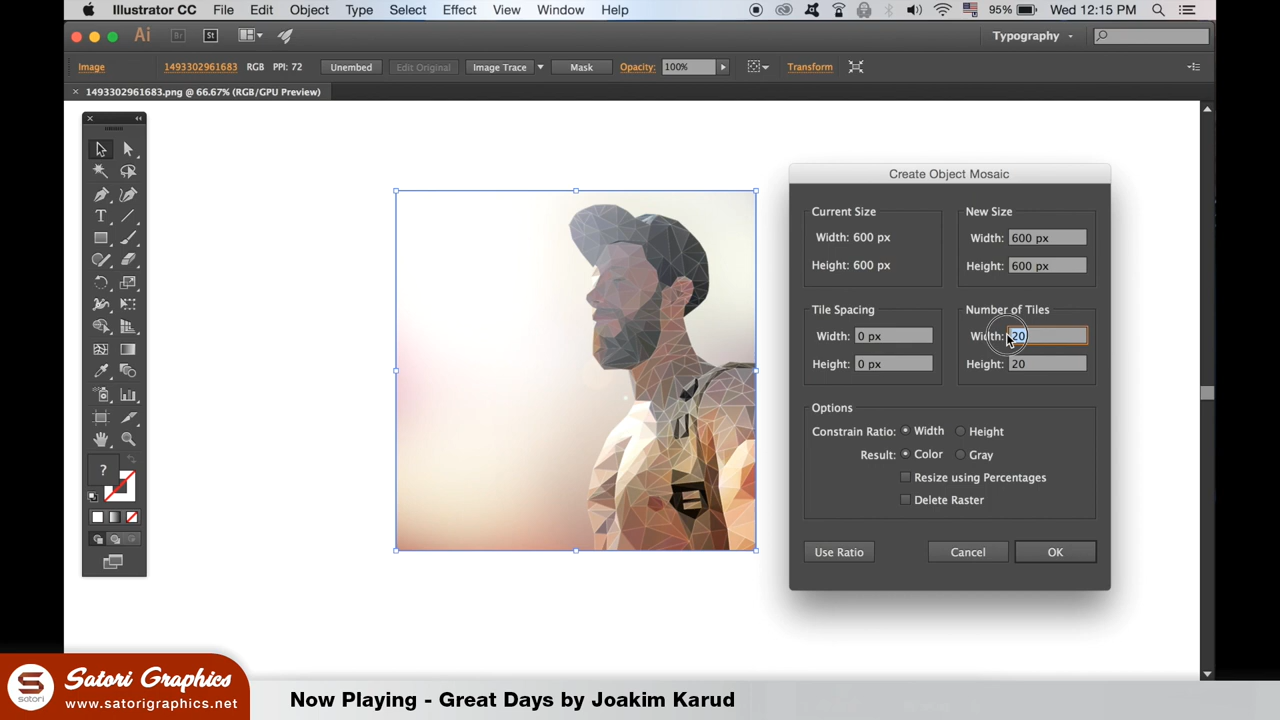 Illustrator CC File Edit Object Type Select Effect View Window Help 95% Wed 12:15 PM
Ai Br St Typography
Image 1493302961683 RGB PPI: 72 Unembed Edit Original Image Trace Mask Opacity: 100% Transform
× 1493302961683.png @ 66.67% (RGB/GPU Preview)
Create Object Mosaic
Current Size
Width: 600 px
Height: 600 px
New Size
Width: 600 px
Height: 600 px
Tile Spacing
Width: 0 px
Height: 0 px
Number of Tiles
Width: 20
Height: 20
Options
Constrain Ratio: Width Height
Result: Color Gray
Resize using Percentages
Delete Raster
Use Ratio Cancel OK
T
?
satori
Satori Graphics
www.satorigraphics.net
Now Playing - Great Days by Joakim Karud